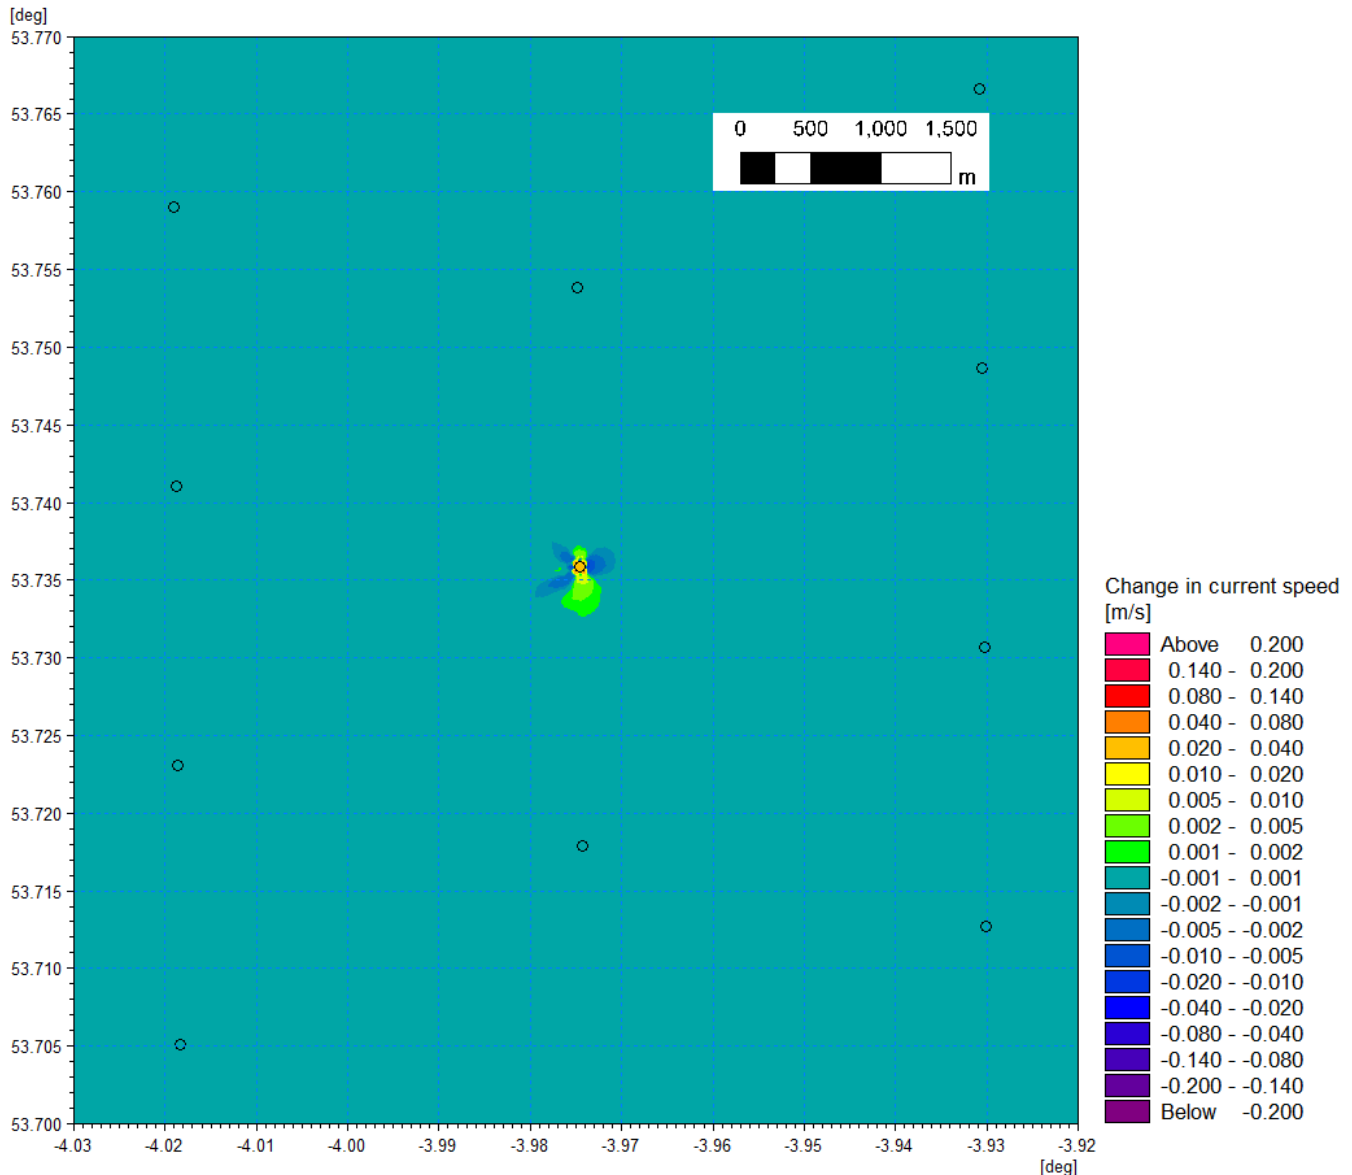 [deg]
53.770
53.765
53.760
53.755
53.750
53.745
53.740
53.735
53.730
53.725
53.720
53.715
53.710
53.705
53.700
0 500 1,000 1,500
m
-4.03 -4.02 -4.01 -4.00 -3.99 -3.98 -3.97 -3.96 -3.95 -3.94 -3.93 -3.92
[deg]
Change in current speed
[m/s]
Above 0.200
0.140 - 0.200
0.080 - 0.140
0.040 - 0.080
0.020 - 0.040
0.010 - 0.020
0.005 - 0.010
0.002 - 0.005
0.001 - 0.002
-0.001 - 0.001
-0.002 - -0.001
-0.005 - -0.002
-0.010 - -0.005
-0.020 - -0.010
-0.040 - -0.020
-0.080 - -0.040
-0.140 - -0.080
-0.200 - -0.140
Below -0.200